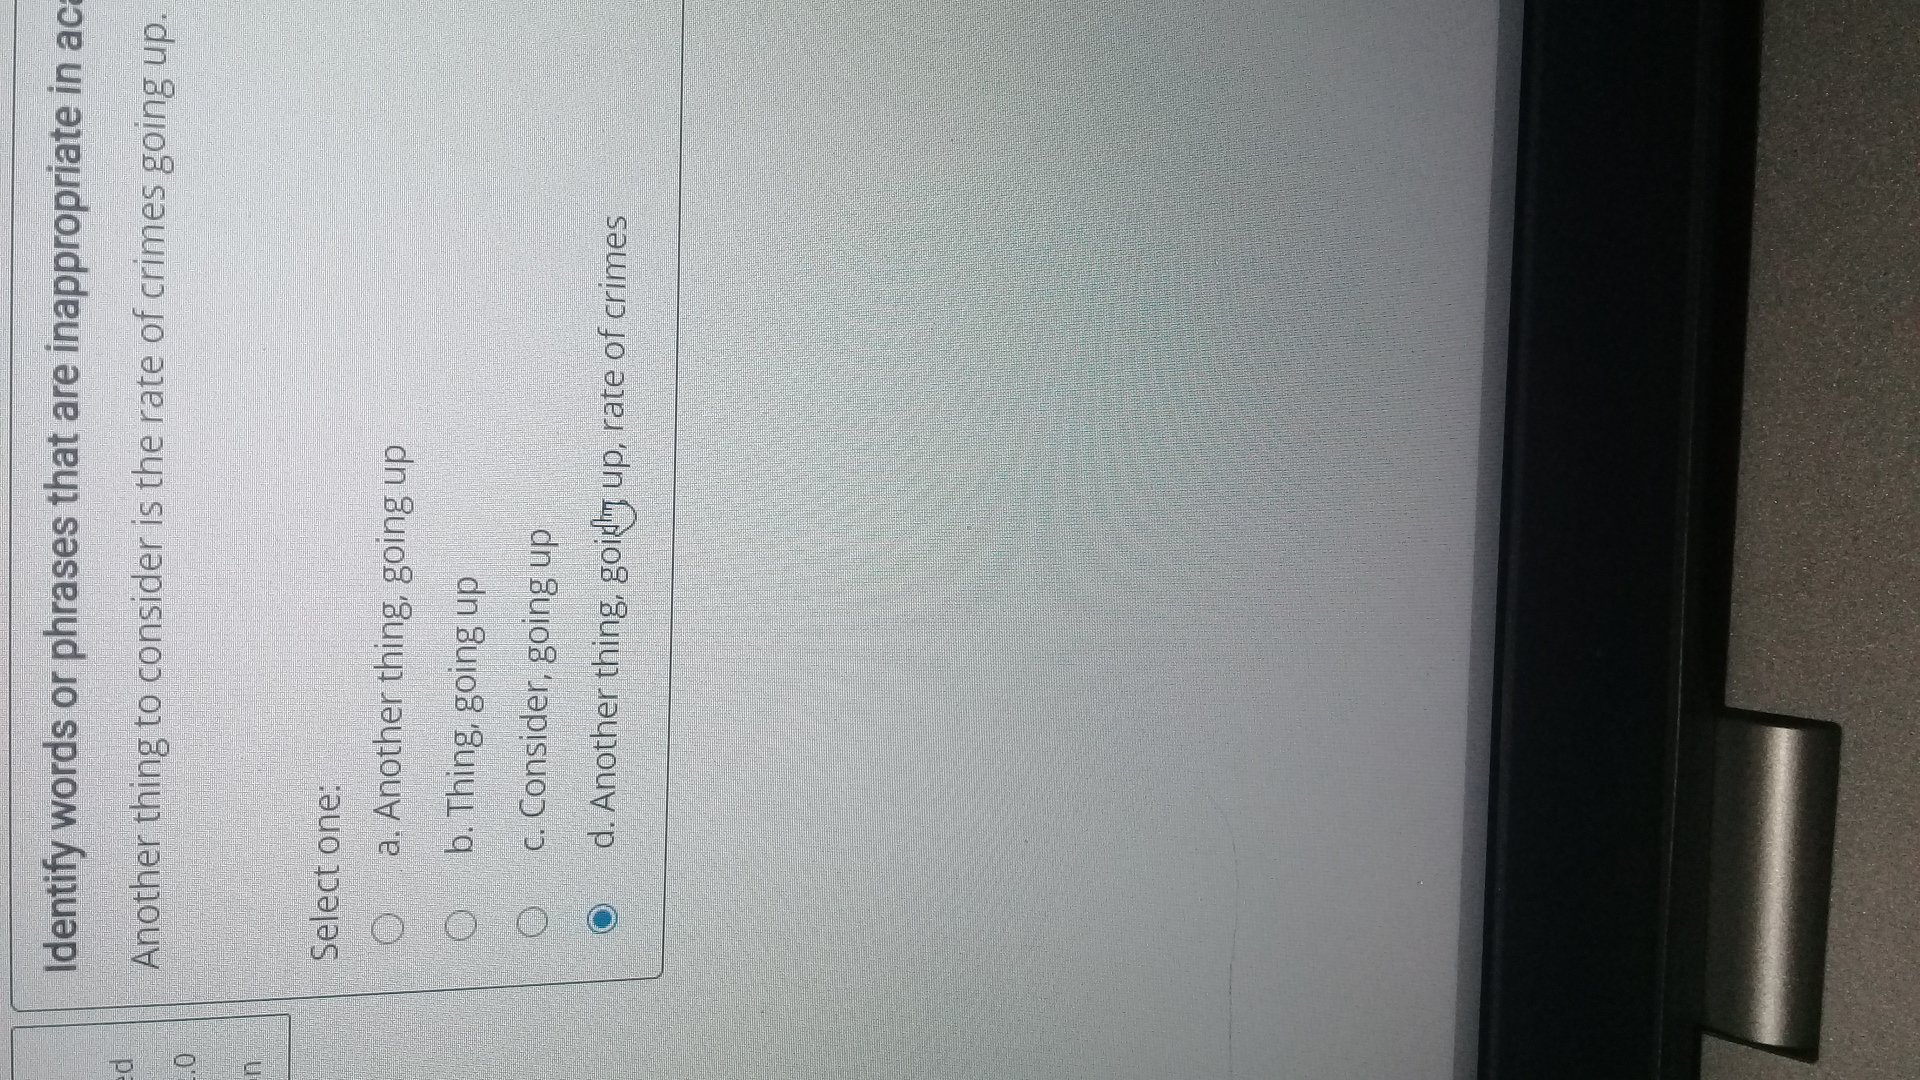 Identify words or phrases that are inappropriate in
Another thing to consider is the rate of crimes going up.
Select one:
a. Another thing, going up
b. Thing, going up
c. Consider, going up
d. Another thing, going up, rate of crimes